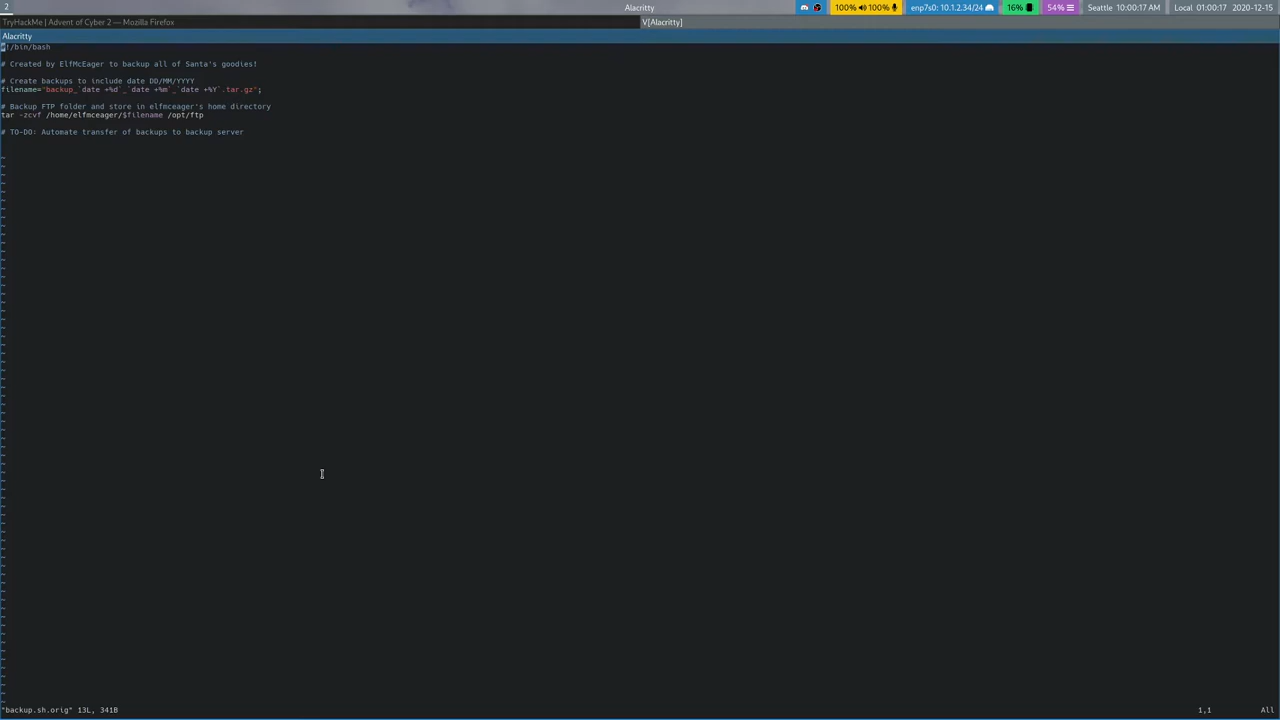 2
Alacritty
100% 100%
enp7s0: 10.1.2.34/24
16%
54%
Seattle 10:00:17 AM
Local 01:00:17 2020-12-15
TryHackMe | Advent of Cyber 2 — Mozilla Firefox
V[Alacritty]
Alacritty
#!/bin/bash
# Created by ElfMcEager to backup all of Santa's goodies!
# Create backups to include date DD/MM/YYYY
filename="backup_`date +%d`_`date +%m`_`date +%Y`.tar.gz";
# Backup FTP folder and store in elfmceager's home directory
tar -zcvf /home/elfmceager/$filename /opt/ftp
# TO-DO: Automate transfer of backups to backup server
"backup.sh.orig" 13L, 341B
1,1
All